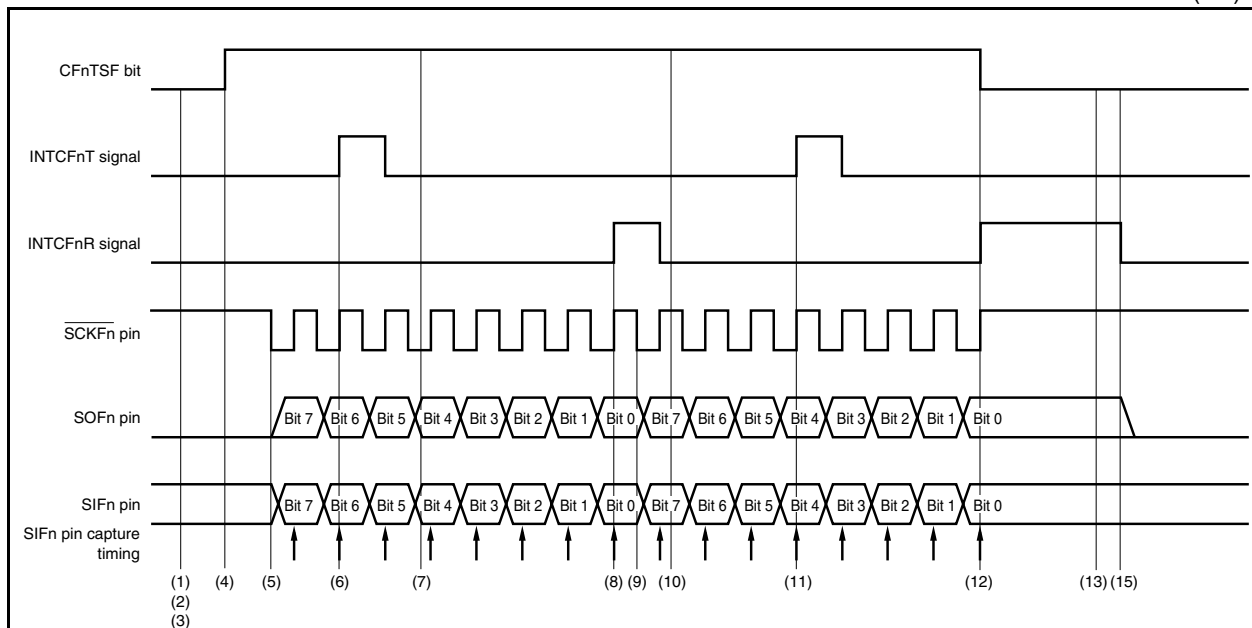 CFnTSF bit
INTCFnT signal
INTCFnR signal
SCKFn pin
SOFn pin
Bit 7 Bit 6 Bit 5 Bit 4 Bit 3 Bit 2 Bit 1 Bit 0 Bit 7 Bit 6 Bit 5 Bit 4 Bit 3 Bit 2 Bit 1 Bit 0
SIFn pin
Bit 7 Bit 6 Bit 5 Bit 4 Bit 3 Bit 2 Bit 1 Bit 0 Bit 7 Bit 6 Bit 5 Bit 4 Bit 3 Bit 2 Bit 1 Bit 0
SIFn pin capture
timing
(1) (4) (5) (6) (7) (8) (9) (10) (11) (12) (13) (15)
(2)
(3)